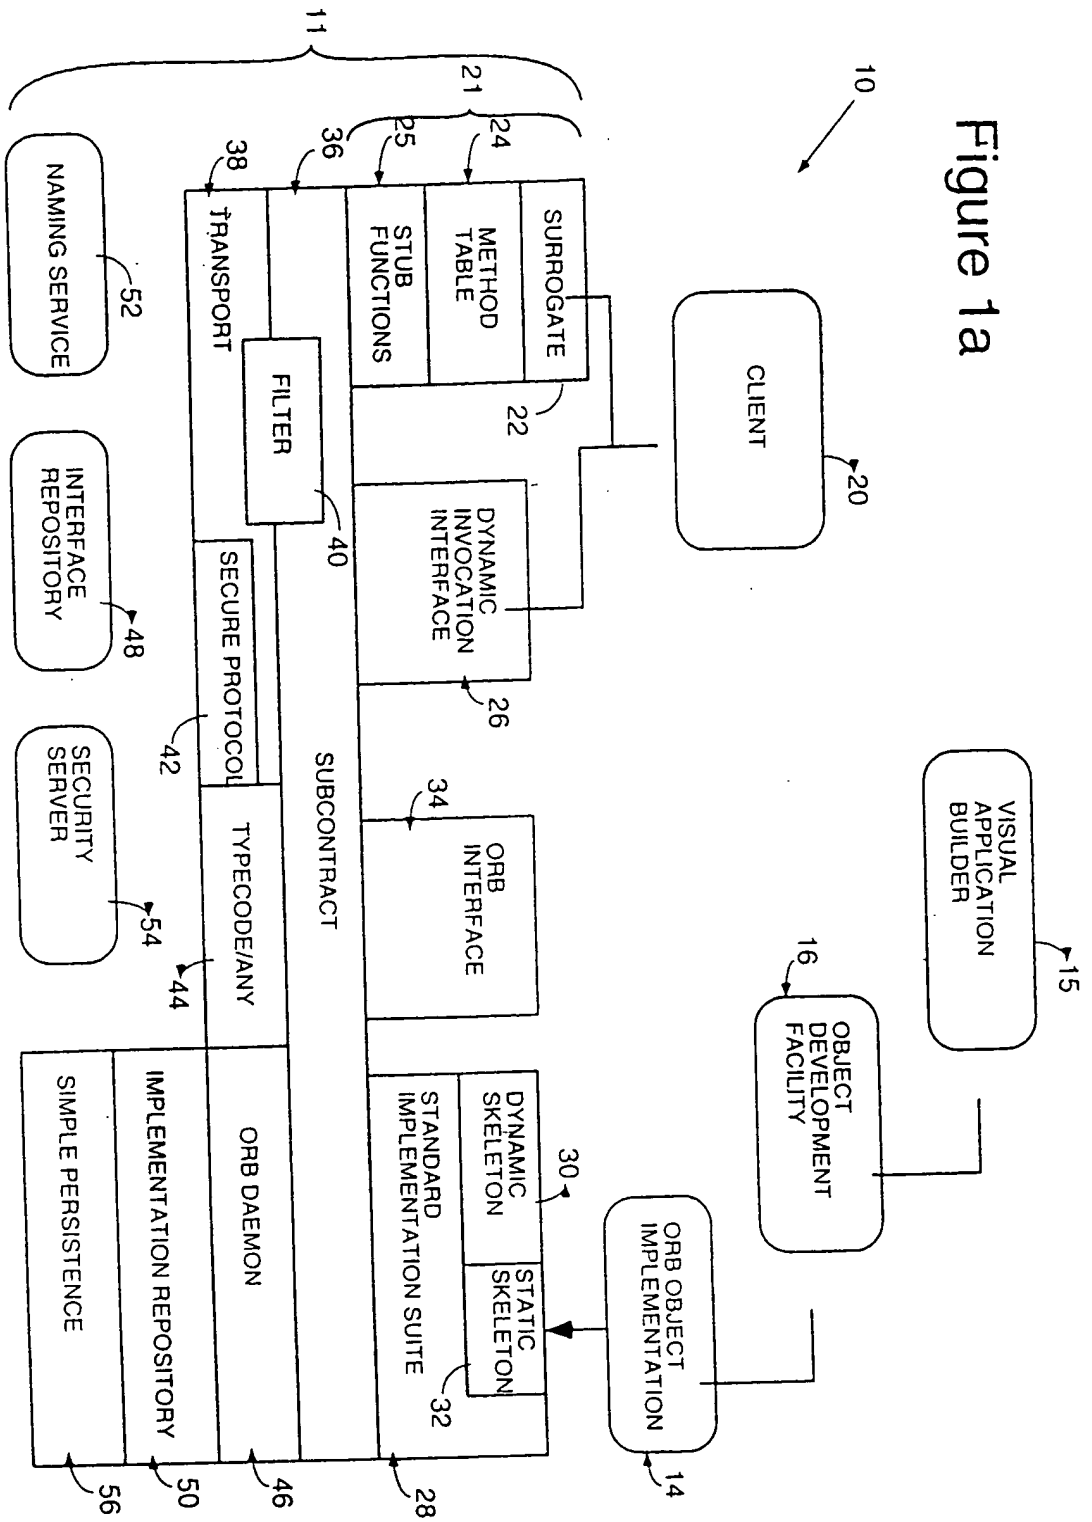 Figure 1a
10
15
VISUAL
APPLICATION
BUILDER
16
OBJECT
DEVELOPMENT
FACILITY
20
CLIENT
ORB OBJECT
IMPLEMENTATION
14
11
21
SURROGATE
22
24
METHOD
TABLE
25
STUB
FUNCTIONS
DYNAMIC
INVOCATION
INTERFACE
26
34
ORB
INTERFACE
30
DYNAMIC
SKELETON
STATIC
SKELETON
32
STANDARD
IMPLEMENTATION SUITE
28
36
SUBCONTRACT
FILTER
40
38
TRANSPORT
SECURE PROTOCOL
42
TYPECODE/ANY
44
ORB DAEMON
46
IMPLEMENTATION REPOSITORY
50
SIMPLE PERSISTENCE
56
NAMING SERVICE
52
INTERFACE
REPOSITORY
48
SECURITY
SERVER
54